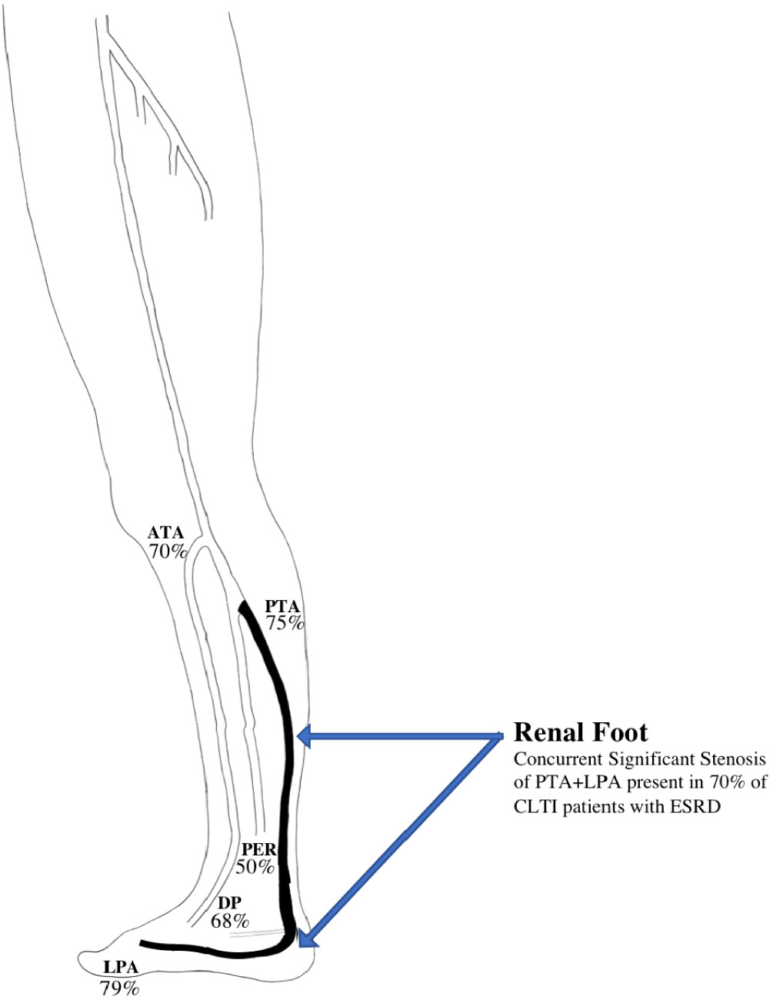 ATA
70%
PTA
75%
Renal Foot
Concurrent Significant Stenosis
of PTA+LPA present in 70% of
CLTI patients with ESRD
PER
50%
DP
68%
LPA
79%